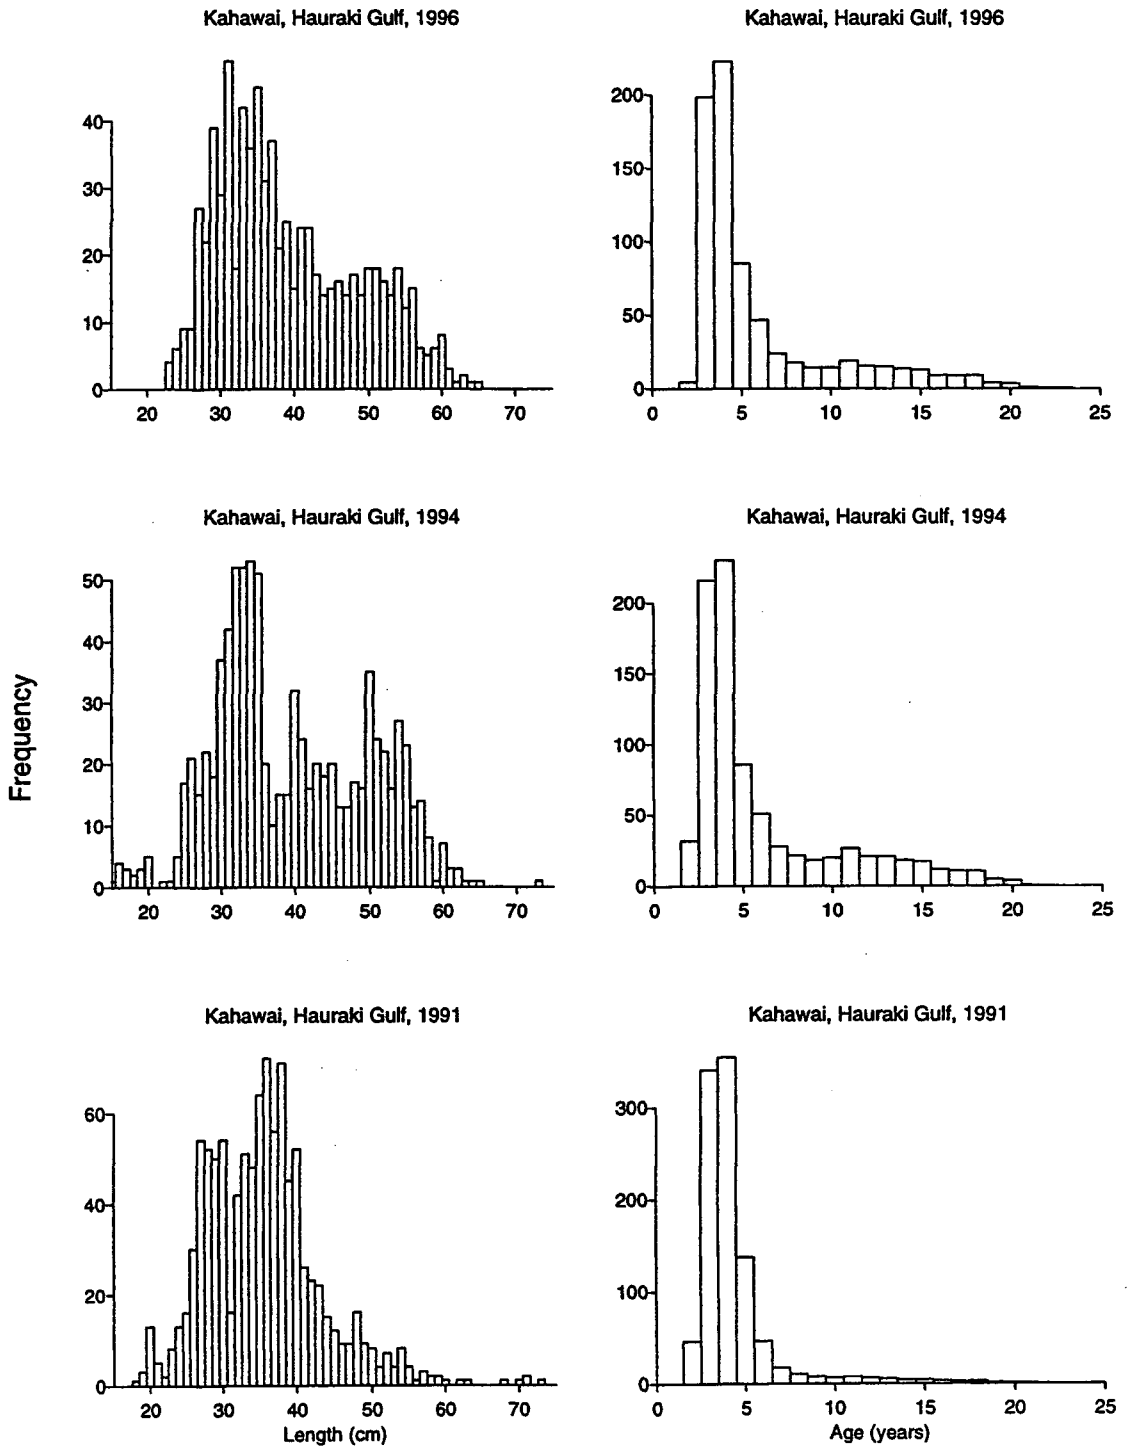 Kahawai, Hauraki Gulf, 1996
Kahawai, Hauraki Gulf, 1996
40
30
20
10
0
20 30 40 50 60 70
200
150
100
50
0
0 5 10 15 20 25
Kahawai, Hauraki Gulf, 1994
Kahawai, Hauraki Gulf, 1994
Frequency
50
40
30
20
10
0
20 30 40 50 60 70
200
150
100
50
0
0 5 10 15 20 25
Kahawai, Hauraki Gulf, 1991
Kahawai, Hauraki Gulf, 1991
60
40
20
0
20 30 40 50 60 70
Length (cm)
300
200
100
0
0 5 10 15 20 25
Age (years)